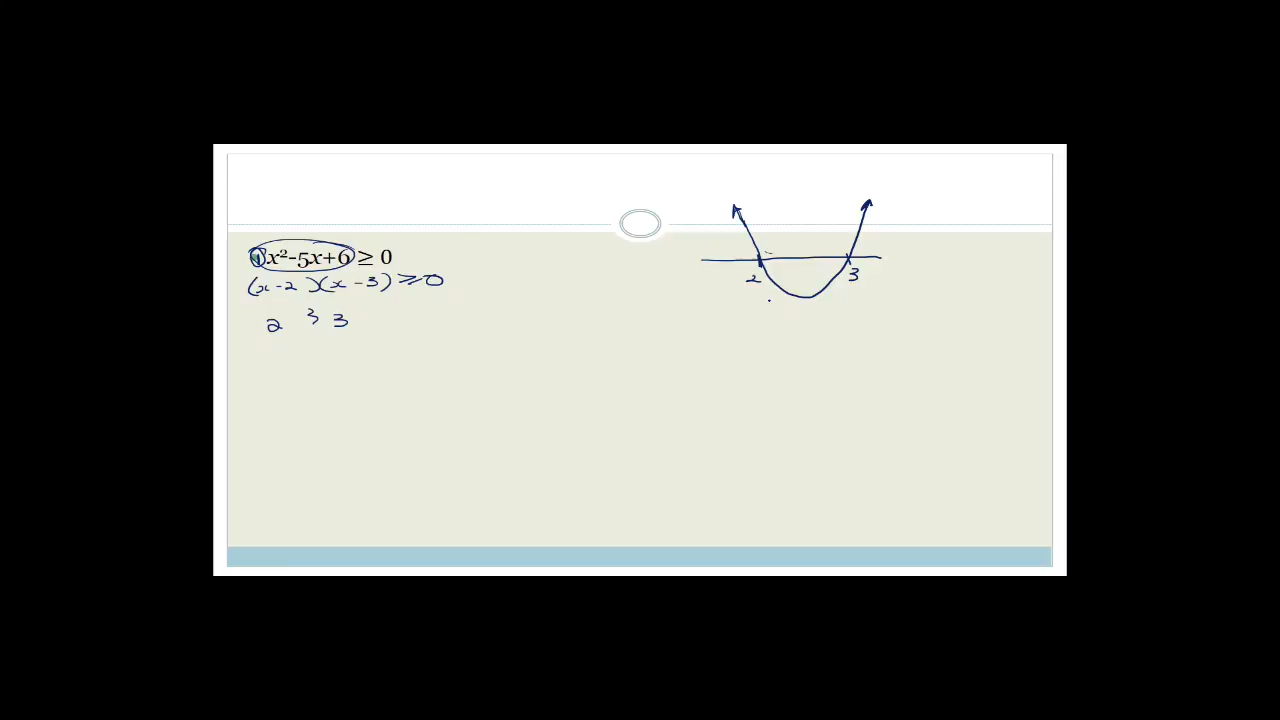 x²-5x+6 ≥ 0
(x-2)(x-3) ≥ 0
2 , 3
2 3